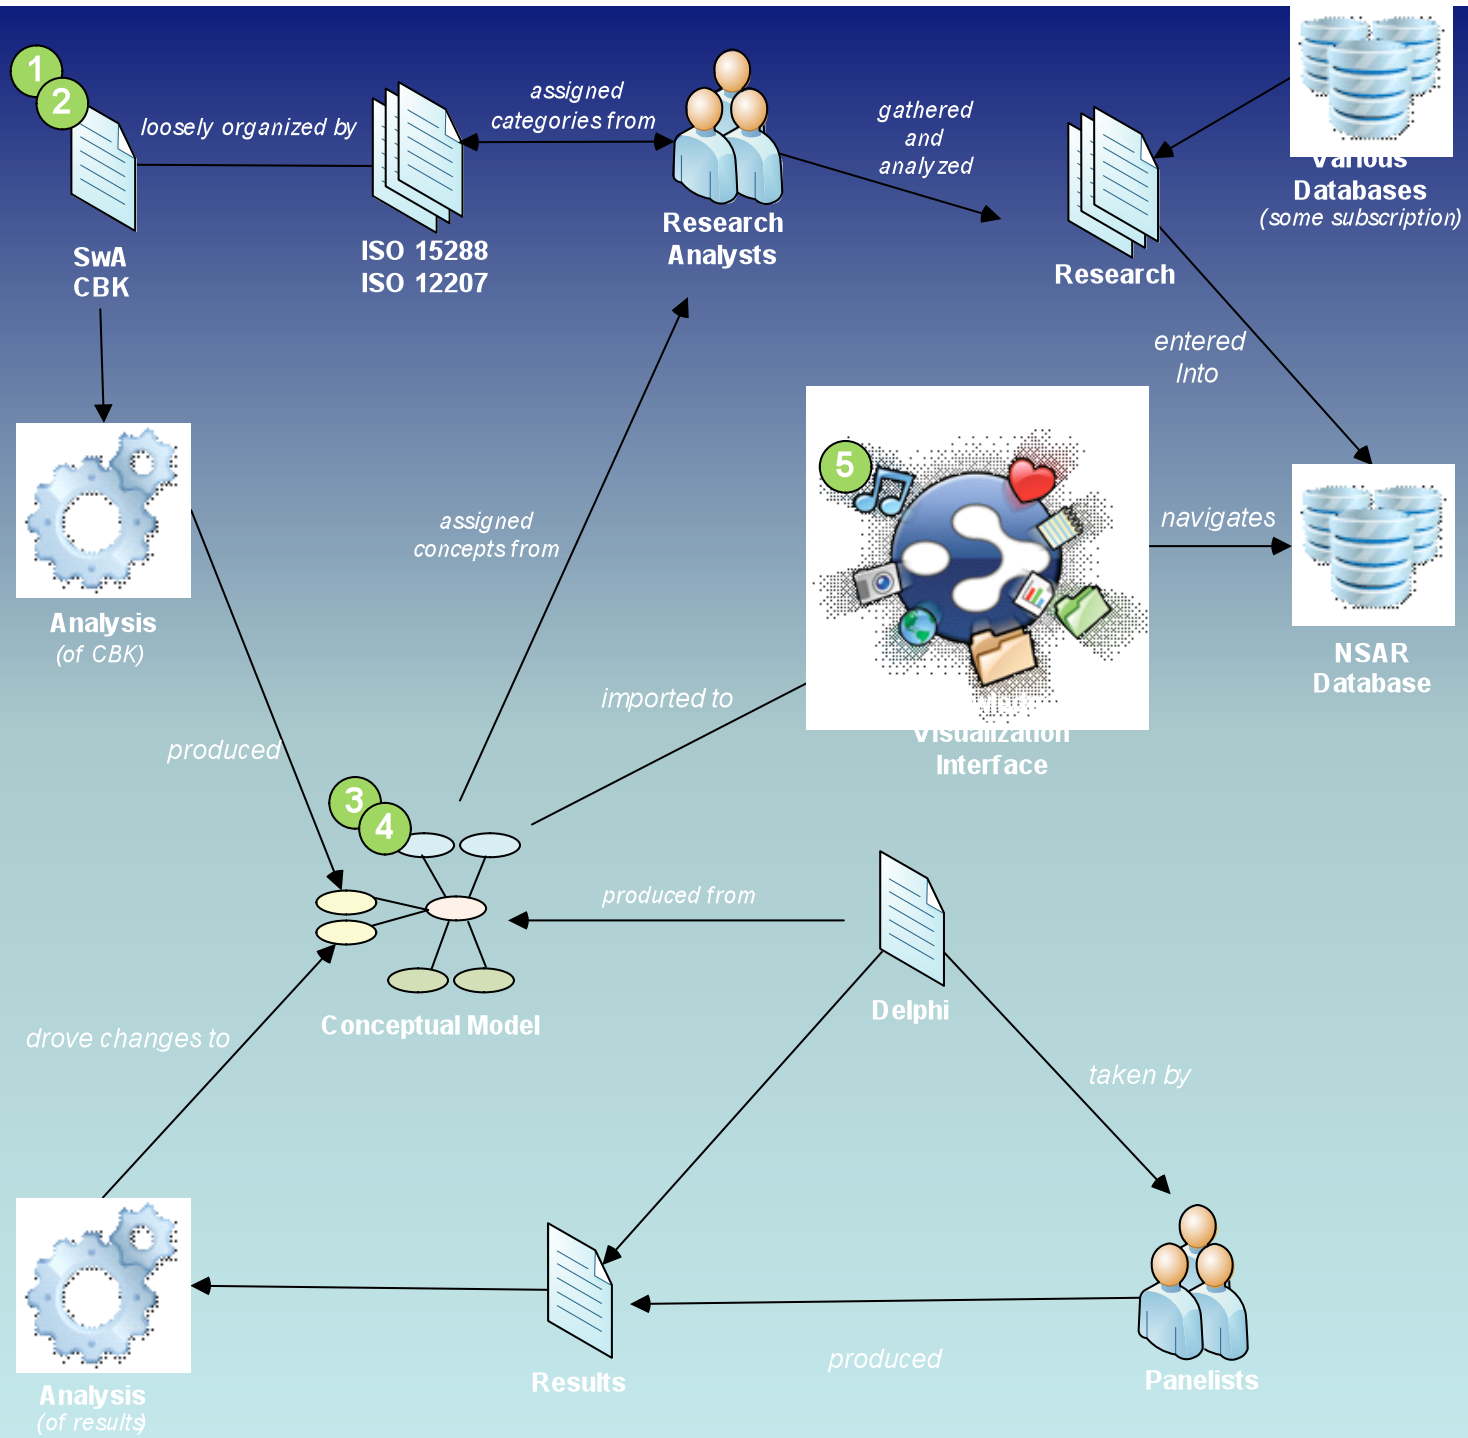 1
2
loosely organized by
assigned
categories from
gathered
and
analyzed
Various
Databases
(some subscription)
SwA
CBK
ISO 15288
ISO 12207
Research
Analysts
Research
entered
Into
5
assigned
concepts from
navigates
Analysis
(of CBK)
NSAR
Database
imported to
Visualization
Interface
produced
3
4
produced from
Conceptual Model
Delphi
drove changes to
taken by
produced
Results
Panelists
Analysis
(of results)